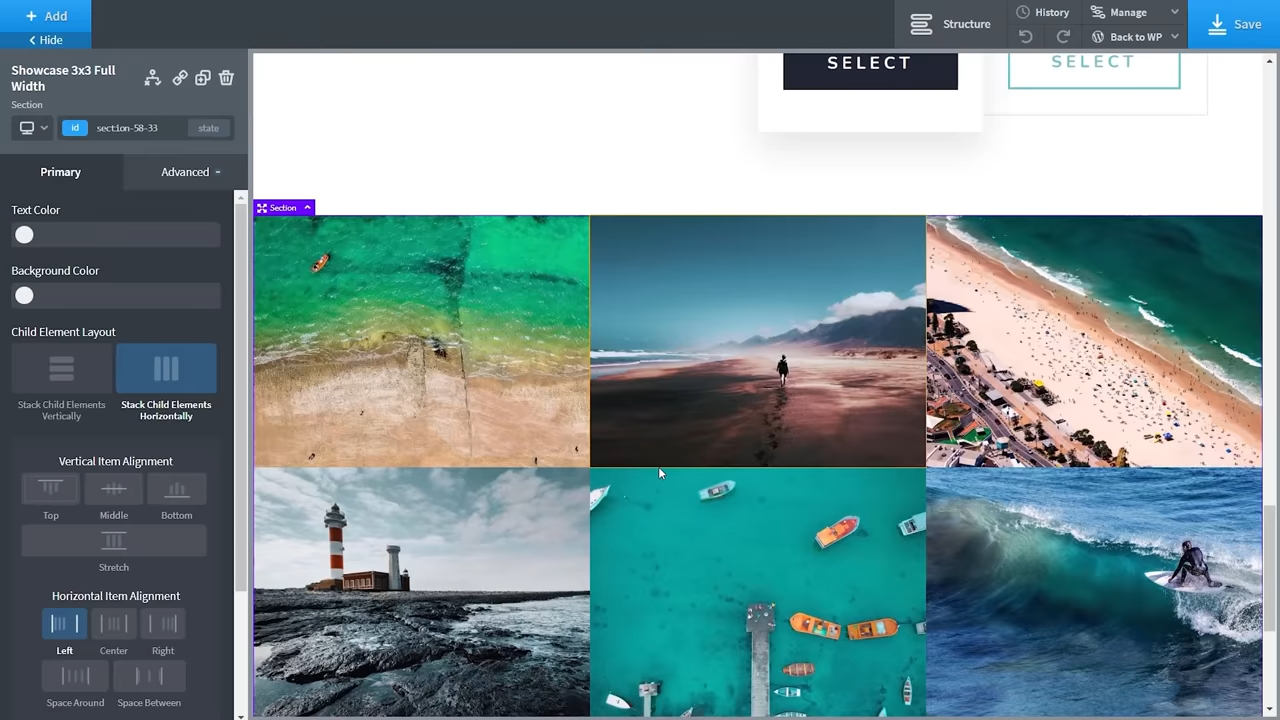 Add
Hide
Structure
History
Manage
Back to WP
Save
Showcase 3x3 Full
Width
Section
id
section-58-33
state
Primary
Advanced
Text Color
Background Color
Child Element Layout
Stack Child Elements
Vertically
Stack Child Elements
Horizontally
Vertical Item Alignment
Top
Middle
Bottom
Stretch
Horizontal Item Alignment
Left
Center
Right
Space Around
Space Between
SELECT
SELECT
Section